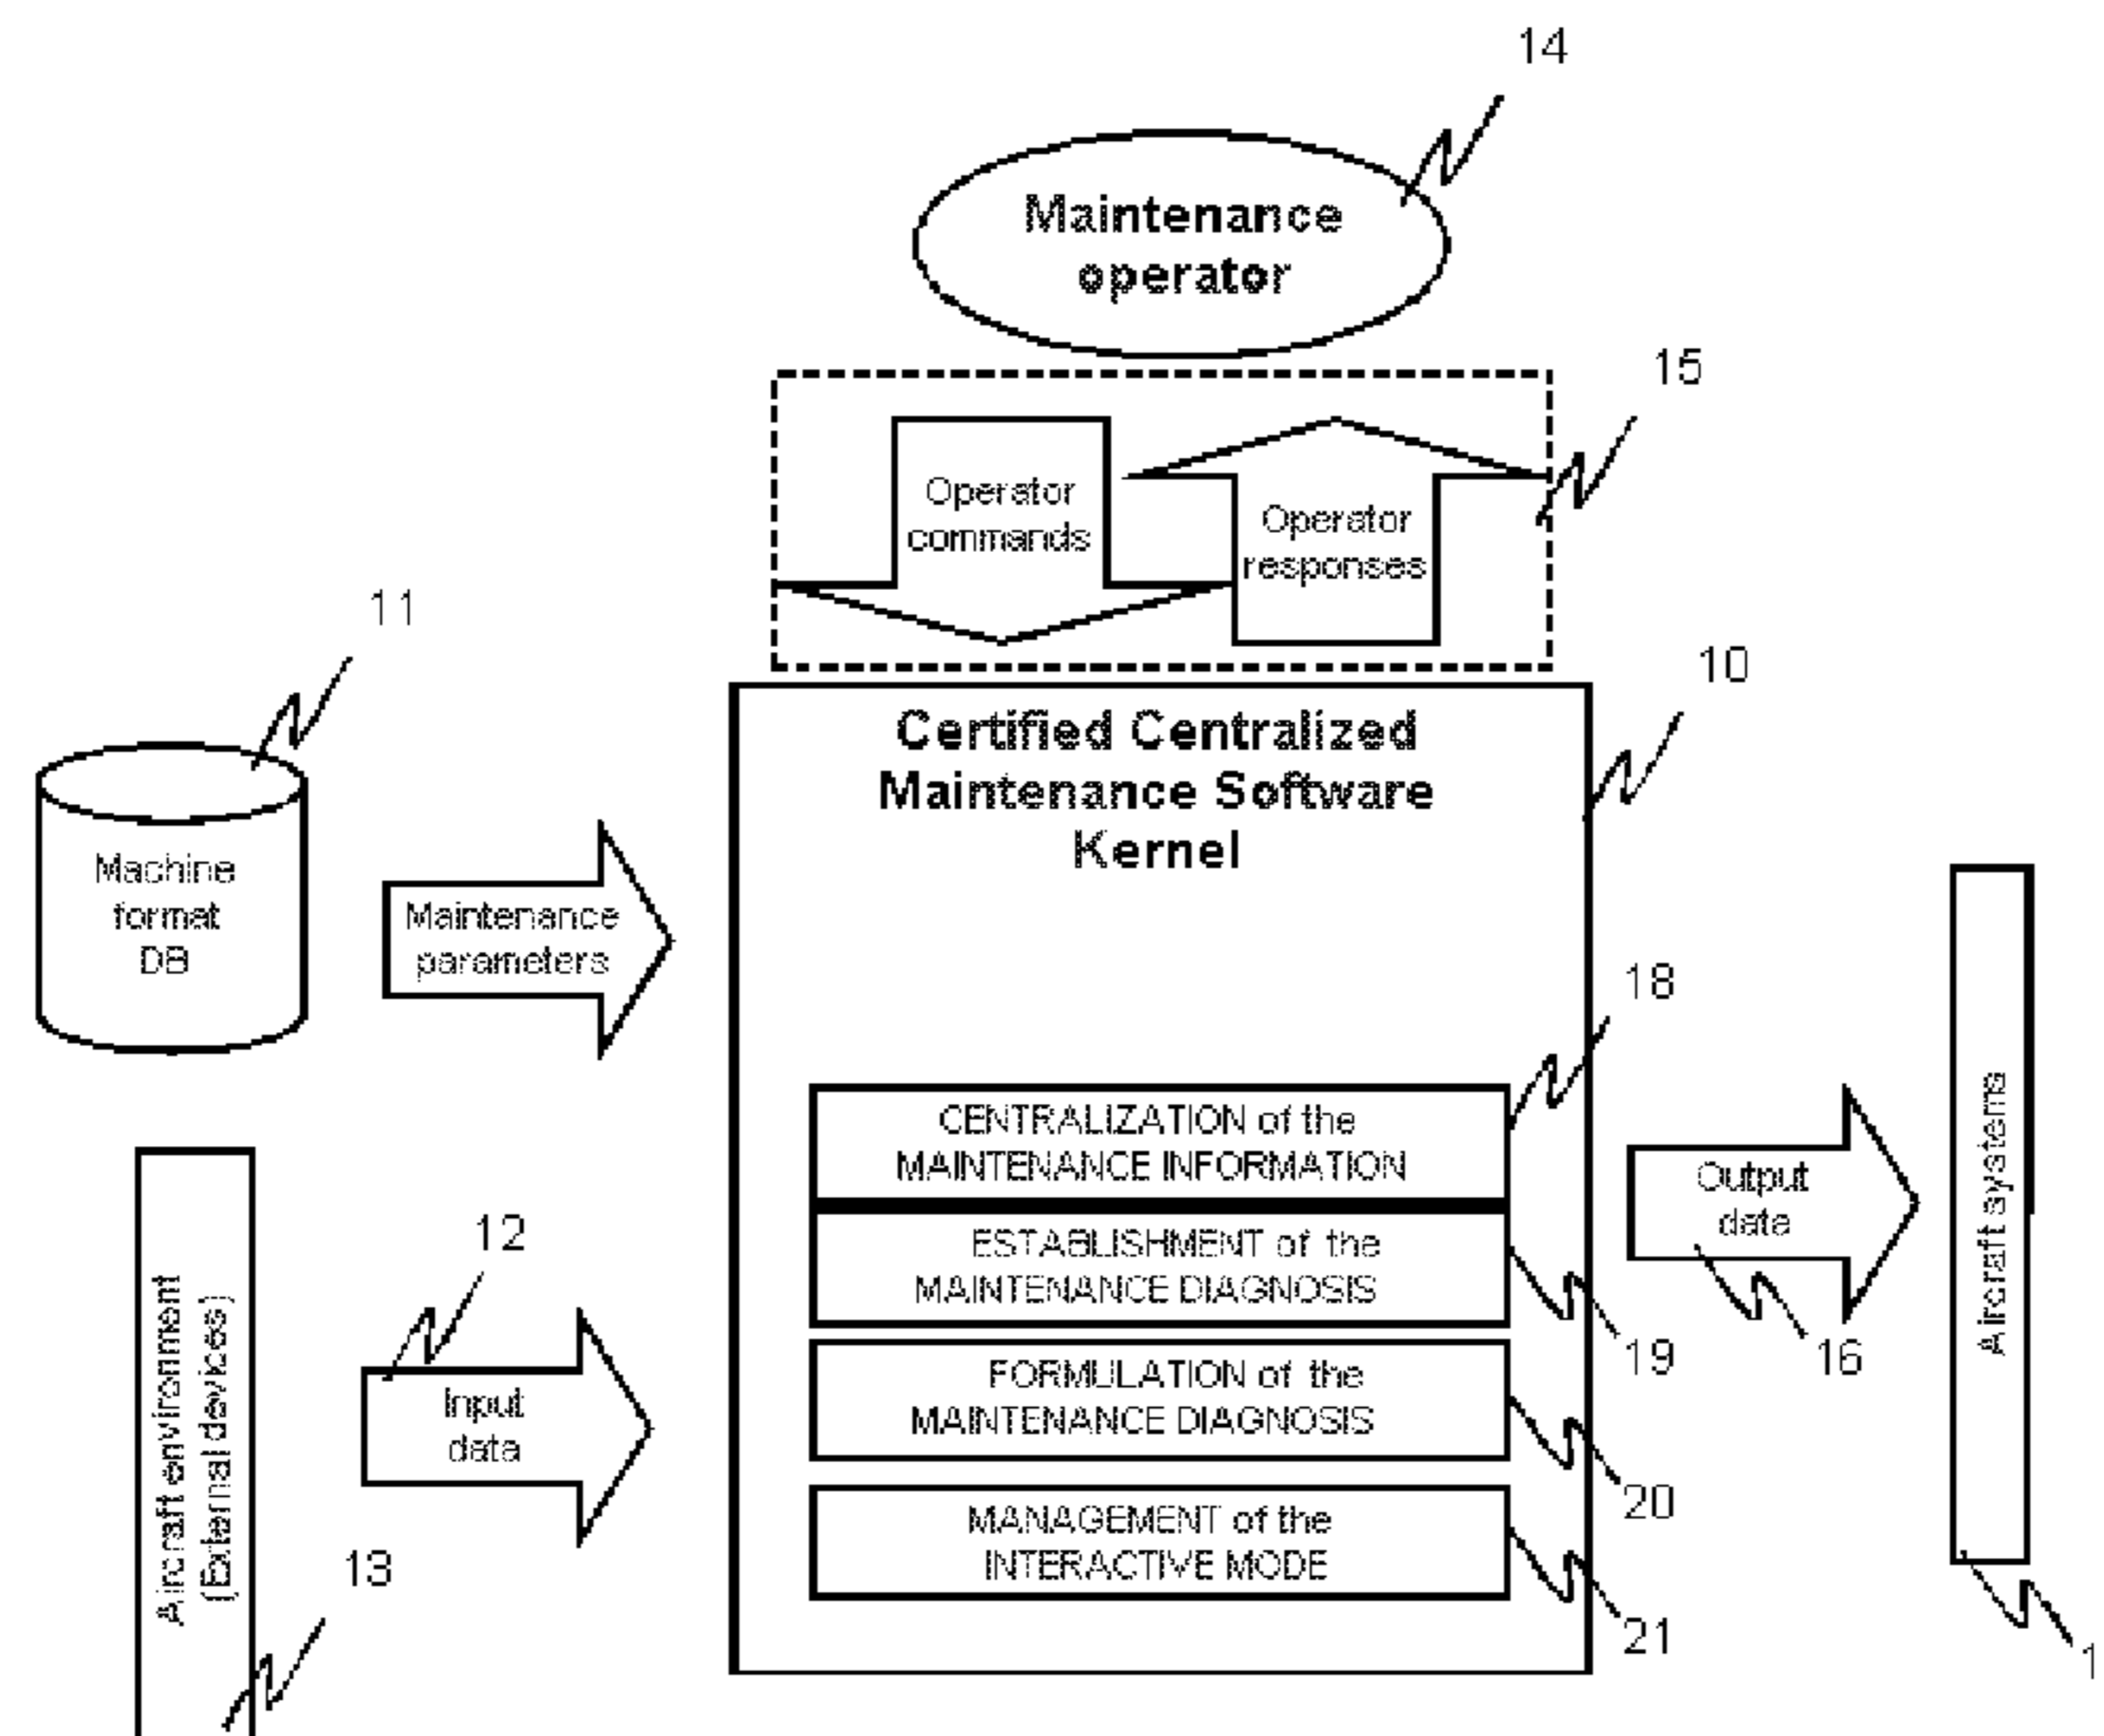 14
Maintenance
operator
15
Operator
commands
Operator
responses
11
10
Certified Centralized
Maintenance Software
Kernel
Machine
format
DB
Maintenance
parameters
18
CENTRALIZATION of the
MAINTENANCE INFORMATION
ESTABLISHMENT of the
MAINTENANCE DIAGNOSIS
19
FORMULATION of the
MAINTENANCE DIAGNOSIS
20
MANAGEMENT of the
INTERACTIVE MODE
21
Output
data
16
Aircraft systems
1
12
Input
data
Aircraft environment
(External devices)
13